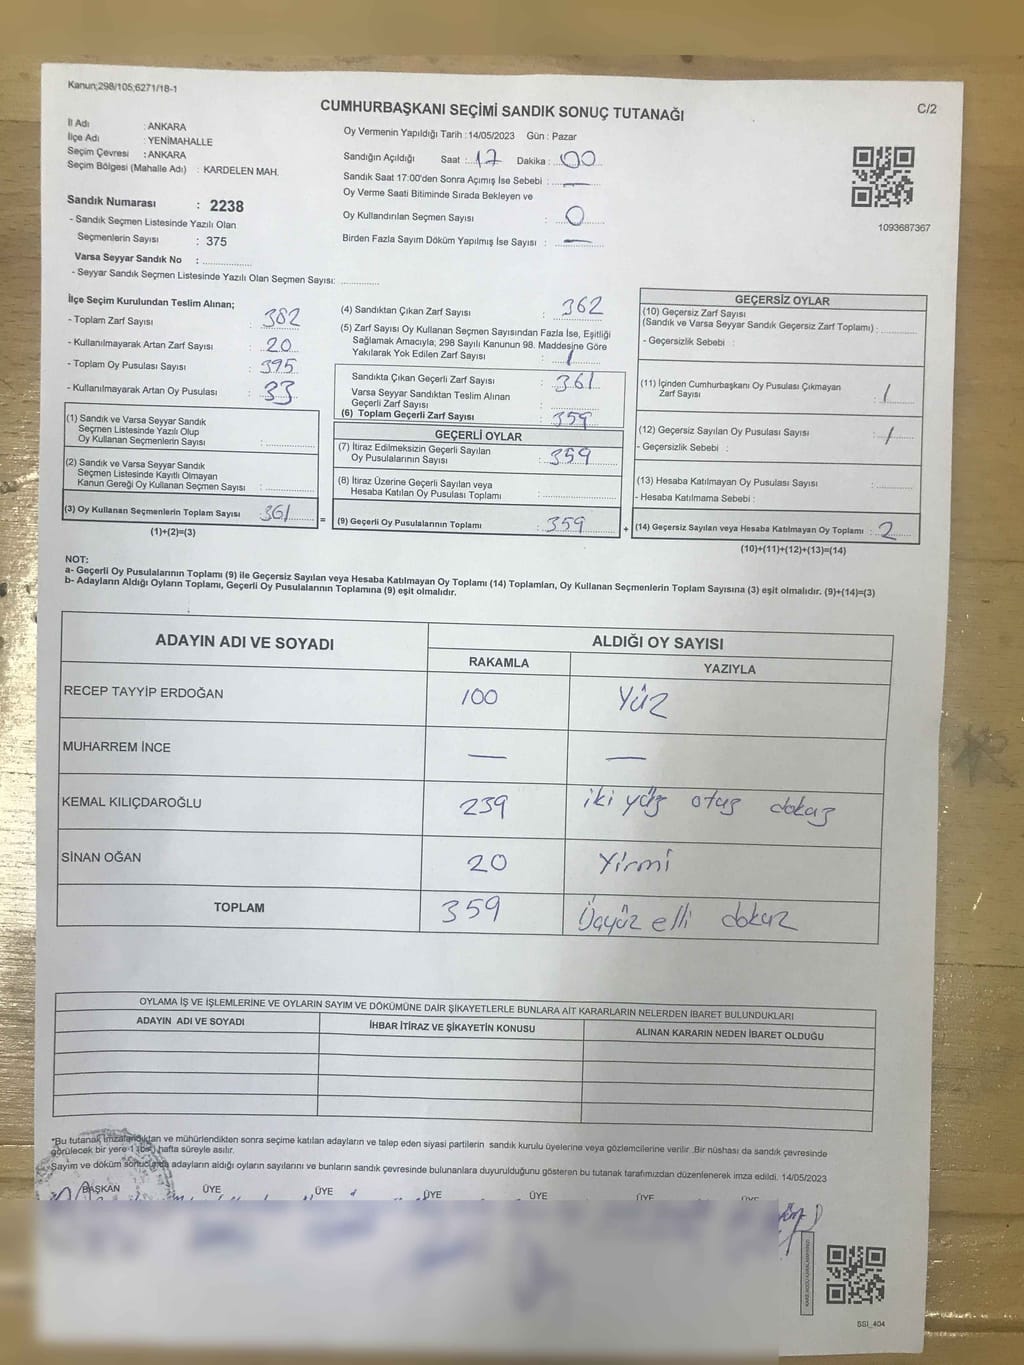 Kanun;298/105;6271/18-1
C/2
CUMHURBAŞKANI SEÇİMİ SANDIK SONUÇ TUTANAĞI
İl Adı : ANKARA
İlçe Adı : YENİMAHALLE
Seçim Çevresi : ANKARA
Seçim Bölgesi (Mahalle Adı) : KARDELEN MAH.
Sandık Numarası : 2238
- Sandık Seçmen Listesinde Yazılı Olan
Seçmenlerin Sayısı : 375
Varsa Seyyar Sandık No :
- Seyyar Sandık Seçmen Listesinde Yazılı Olan Seçmen Sayısı:
Oy Vermenin Yapıldığı Tarih : 14/05/2023 Gün : Pazar
Sandığın Açıldığı Saat : 17 Dakika : 00
Sandık Saat 17:00'den Sonra Açımış İse Sebebi : —
Oy Verme Saati Bitiminde Sırada Bekleyen ve
Oy Kullandırılan Seçmen Sayısı : 0
Birden Fazla Sayım Döküm Yapılmış İse Sayısı : —
1093687367
İlçe Seçim Kurulundan Teslim Alınan;
- Toplam Zarf Sayısı : 382
- Kullanılmayarak Artan Zarf Sayısı : 20
- Toplam Oy Pusulası Sayısı : 395
- Kullanılmayarak Artan Oy Pusulası : 33
(1) Sandık ve Varsa Seyyar Sandık
Seçmen Listesinde Yazılı Olup
Oy Kullanan Seçmenlerin Sayısı :
(2) Sandık ve Varsa Seyyar Sandık
Seçmen Listesinde Kayıtlı Olmayan
Kanun Gereği Oy Kullanan Seçmen Sayısı :
(3) Oy Kullanan Seçmenlerin Toplam Sayısı : 361
(1)+(2)=(3)
(4) Sandıktan Çıkan Zarf Sayısı : 362
(5) Zarf Sayısı Oy Kullanan Seçmen Sayısından Fazla İse, Eşitliği
Sağlamak Amacıyla; 298 Sayılı Kanunun 98. Maddesine Göre
Yakılarak Yok Edilen Zarf Sayısı : 1
Sandıkta Çıkan Geçerli Zarf Sayısı : 361
Varsa Seyyar Sandıktan Teslim Alınan
Geçerli Zarf Sayısı :
(6) Toplam Geçerli Zarf Sayısı : 359
GEÇERLİ OYLAR
(7) İtiraz Edilmeksizin Geçerli Sayılan
Oy Pusulalarının Sayısı : 359
(8) İtiraz Üzerine Geçerli Sayılan veya
Hesaba Katılan Oy Pusulası Toplamı :
= (9) Geçerli Oy Pusulalarının Toplamı : 359 +
GEÇERSİZ OYLAR
(10) Geçersiz Zarf Sayısı
(Sandık ve Varsa Seyyar Sandık Geçersiz Zarf Toplamı) :
- Geçersizlik Sebebi :
(11) İçinden Cumhurbaşkanı Oy Pusulası Çıkmayan
Zarf Sayısı : 1
(12) Geçersiz Sayılan Oy Pusulası Sayısı : 1
- Geçersizlik Sebebi :
(13) Hesaba Katılmayan Oy Pusulası Sayısı :
- Hesaba Katılmama Sebebi :
(14) Geçersiz Sayılan veya Hesaba Katılmayan Oy Toplamı : 2
(10)+(11)+(12)+(13)=(14)
NOT:
a- Geçerli Oy Pusulalarının Toplamı (9) ile Geçersiz Sayılan veya Hesaba Katılmayan Oy Toplamı (14) Toplamları, Oy Kullanan Seçmenlerin Toplam Sayısına (3) eşit olmalıdır. (9)+(14)=(3)
b- Adayların Aldığı Oyların Toplamı, Geçerli Oy Pusulalarının Toplamına (9) eşit olmalıdır.
ADAYIN ADI VE SOYADI ALDIĞI OY SAYISI
RAKAMLA YAZIYLA
RECEP TAYYİP ERDOĞAN 100 Yüz
MUHARREM İNCE — —
KEMAL KILIÇDAROĞLU 239 iki yüz otuz dokuz
SİNAN OĞAN 20 Yirmi
TOPLAM 359 Üçyüz elli dokuz
OYLAMA İŞ VE İŞLEMLERİNE VE OYLARIN SAYIM VE DÖKÜMÜNE DAİR ŞİKAYETLERLE BUNLARA AİT KARARLARIN NELERDEN İBARET BULUNDUKLARI
ADAYIN ADI VE SOYADI İHBAR İTİRAZ VE ŞİKAYETİN KONUSU ALINAN KARARIN NEDEN İBARET OLDUĞU
*Bu tutanak imzalandıktan ve mühürlendikten sonra seçime katılan adayların ve talep eden siyasi partilerin sandık kurulu üyelerine veya gözlemcilerine verilir .Bir nüshası da sandık çevresinde
görülecek bir yere 1 (bir) hafta süreyle asılır.
Sayım ve döküm sonucunda adayların aldığı oyların sayılarını ve bunların sandık çevresinde bulunanlara duyurulduğunu gösteren bu tutanak tarafımızdan düzenlenerek imza edildi. 14/05/2023
BAŞKAN ÜYE ÜYE ÜYE ÜYE ÜYE ÜYE
SSI_404